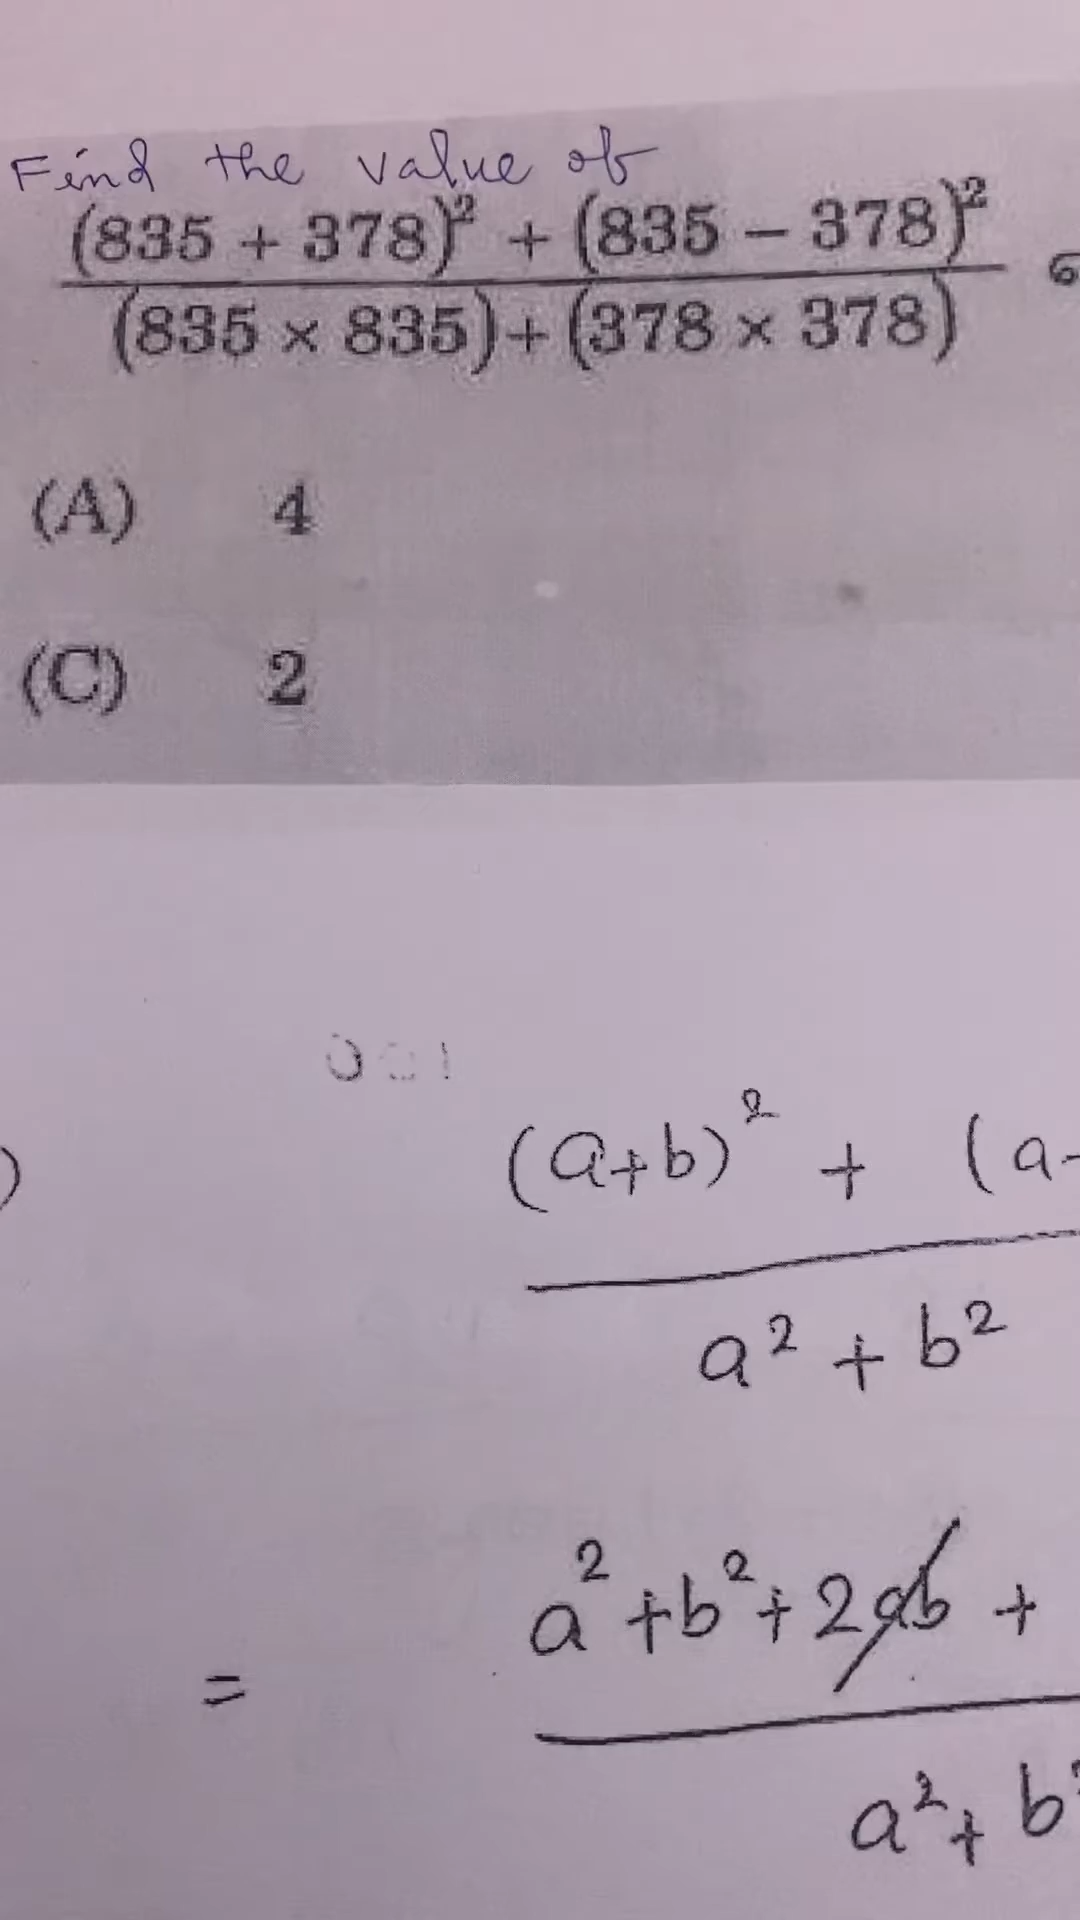 Find the value of
(835 + 378)² + (835 – 378)²
(835 × 835) + (378 × 378)
(A) 4
(C) 2
)
(a+b)² + (a-
a² + b²
= a² + b² + 2ab +
a² + b²